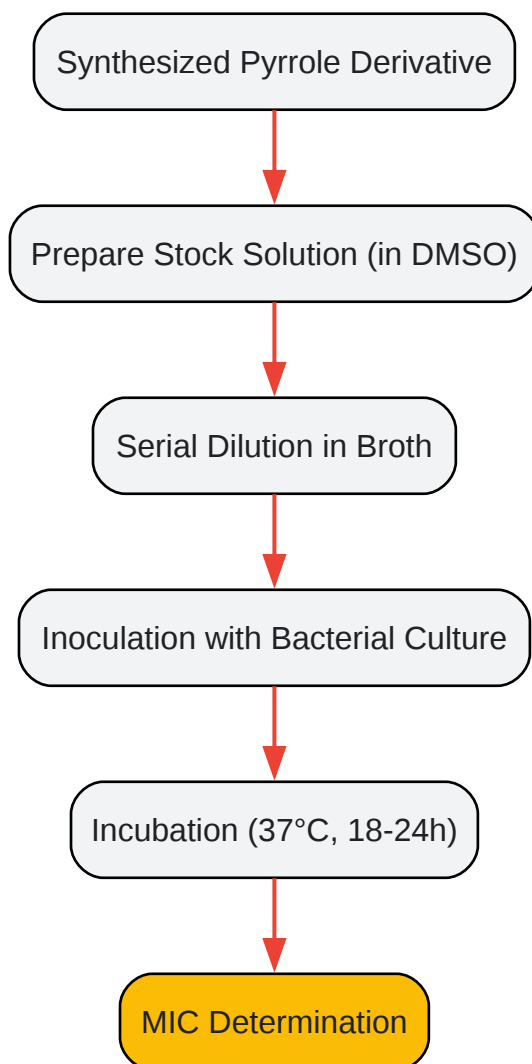 Synthesized Pyrrole Derivative
Prepare Stock Solution (in DMSO)
Serial Dilution in Broth
Inoculation with Bacterial Culture
Incubation (37°C, 18-24h)
MIC Determination